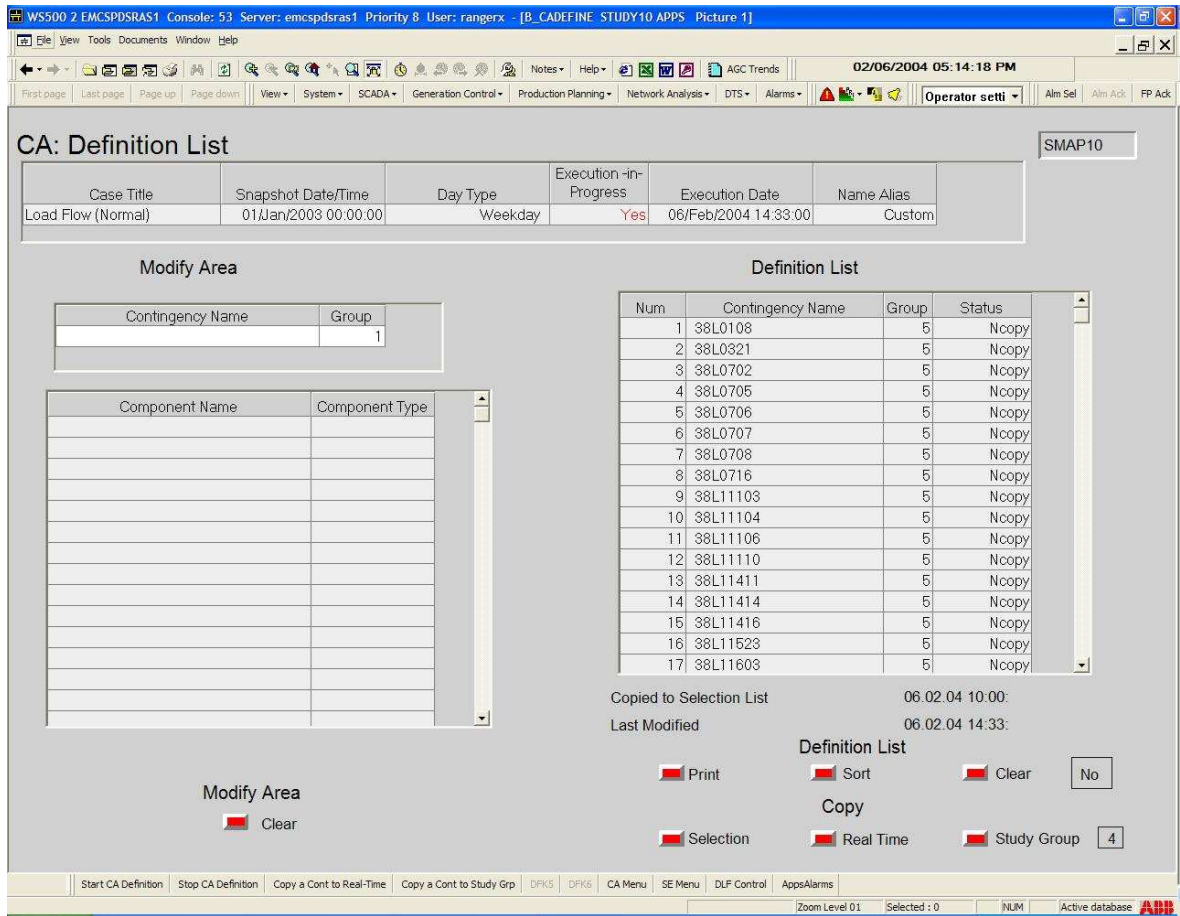 WS500 2 EMCSPDSRAS1 Console: 53 Server: emcspdsras1 Priority 8 User: rangerx - [B_CADEFINE STUDY10 APPS Picture 1]
File View Tools Documents Window Help
Notes Help AGC Trends 02/06/2004 05:14:18 PM
First page Last page Page up Page down View System SCADA Generation Control Production Planning Network Analysis DTS Alarms Operator setti Alm Sel Alm Ack FP Ack
CA: Definition List SMAP10
Case Title Snapshot Date/Time Day Type Execution -in-Progress Execution Date Name Alias
Load Flow (Normal) 01/Jan/2003 00:00:00 Weekday Yes 06/Feb/2004 14:33:00 Custom
Modify Area
Contingency Name Group
1
Component Name Component Type
Modify Area
Clear
Definition List
Num Contingency Name Group Status
1 38L0108 5 Ncopy
2 38L0321 5 Ncopy
3 38L0702 5 Ncopy
4 38L0705 5 Ncopy
5 38L0706 5 Ncopy
6 38L0707 5 Ncopy
7 38L0708 5 Ncopy
8 38L0716 5 Ncopy
9 38L11103 5 Ncopy
10 38L11104 5 Ncopy
11 38L11106 5 Ncopy
12 38L11110 5 Ncopy
13 38L11411 5 Ncopy
14 38L11414 5 Ncopy
15 38L11416 5 Ncopy
16 38L11523 5 Ncopy
17 38L11603 5 Ncopy
Copied to Selection List 06.02.04 10:00:
Last Modified 06.02.04 14:33:
Definition List
Print Sort Clear No
Copy
Selection Real Time Study Group 4
Start CA Definition Stop CA Definition Copy a Cont to Real-Time Copy a Cont to Study Grp DFK5 DFK6 CA Menu SE Menu DLF Control AppsAlarms
Zoom Level 01 Selected : 0 NUM Active database ABB